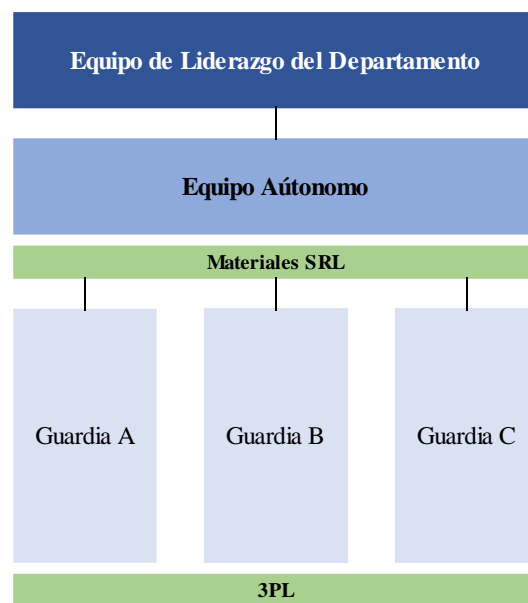 Equipo de Liderazgo del Departamento
Equipo Aútonomo
Materiales SRL
Guardia A
Guardia B
Guardia C
3PL